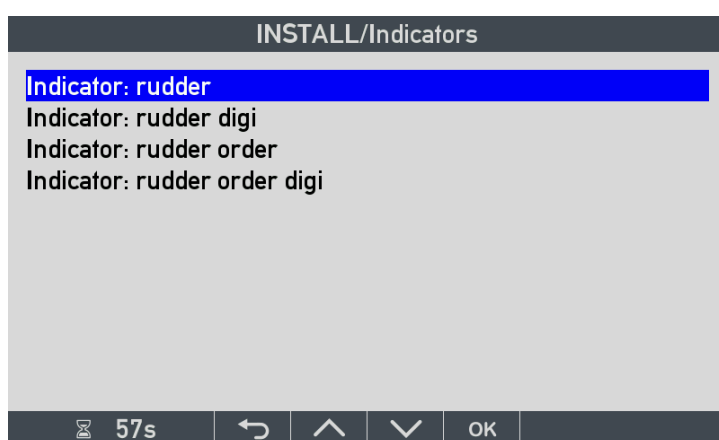 INSTALL/Indicators
Indicator: rudder
Indicator: rudder digi
Indicator: rudder order
Indicator: rudder order digi
57s OK